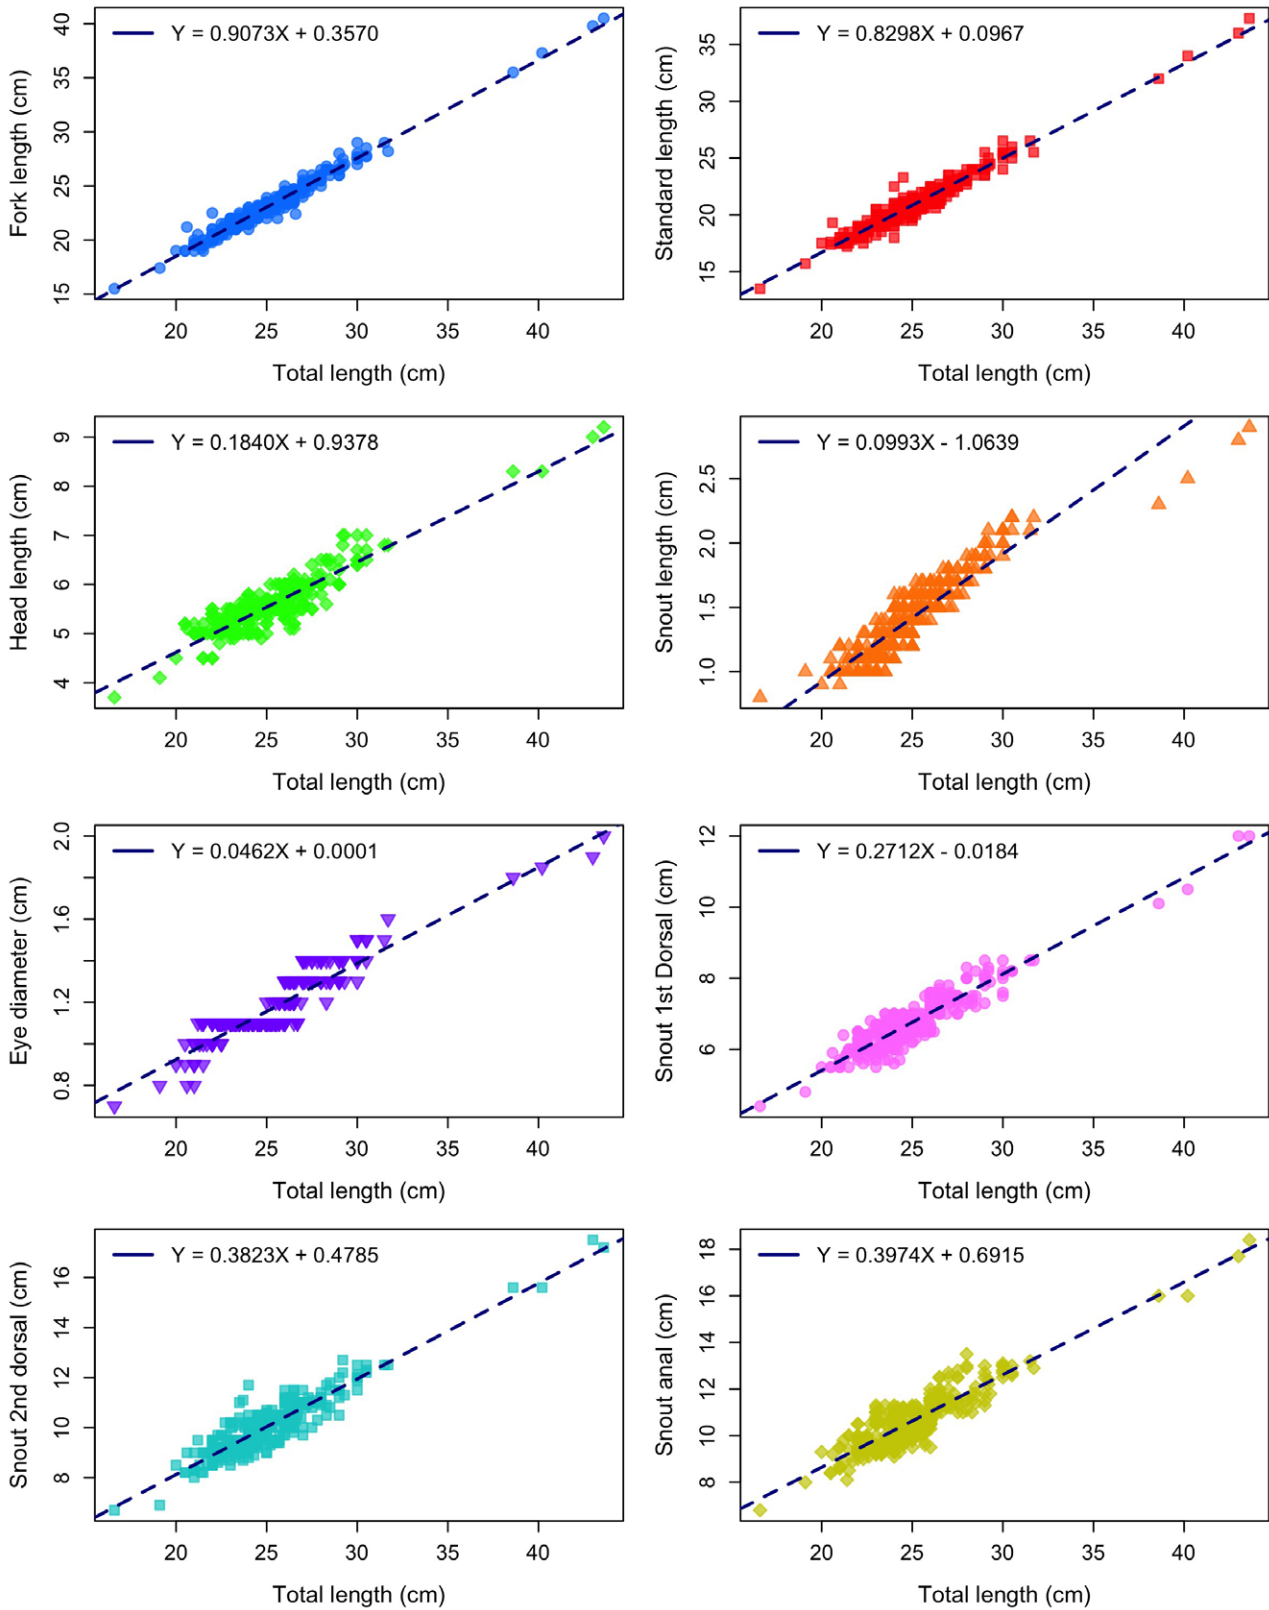 Y = 0.9073X + 0.3570
Fork length (cm)
15 20 25 30 35 40
20 25 30 35 40
Total length (cm)
Y = 0.8298X + 0.0967
Standard length (cm)
15 20 25 30 35
20 25 30 35 40
Total length (cm)
Y = 0.1840X + 0.9378
Head length (cm)
4 5 6 7 8 9
20 25 30 35 40
Total length (cm)
Y = 0.0993X - 1.0639
Snout length (cm)
1.0 1.5 2.0 2.5
20 25 30 35 40
Total length (cm)
Y = 0.0462X + 0.0001
Eye diameter (cm)
0.8 1.2 1.6 2.0
20 25 30 35 40
Total length (cm)
Y = 0.2712X - 0.0184
Snout 1st Dorsal (cm)
6 8 10 12
20 25 30 35 40
Total length (cm)
Y = 0.3823X + 0.4785
Snout 2nd dorsal (cm)
8 10 12 14 16
20 25 30 35 40
Total length (cm)
Y = 0.3974X + 0.6915
Snout anal (cm)
8 10 12 14 16 18
20 25 30 35 40
Total length (cm)